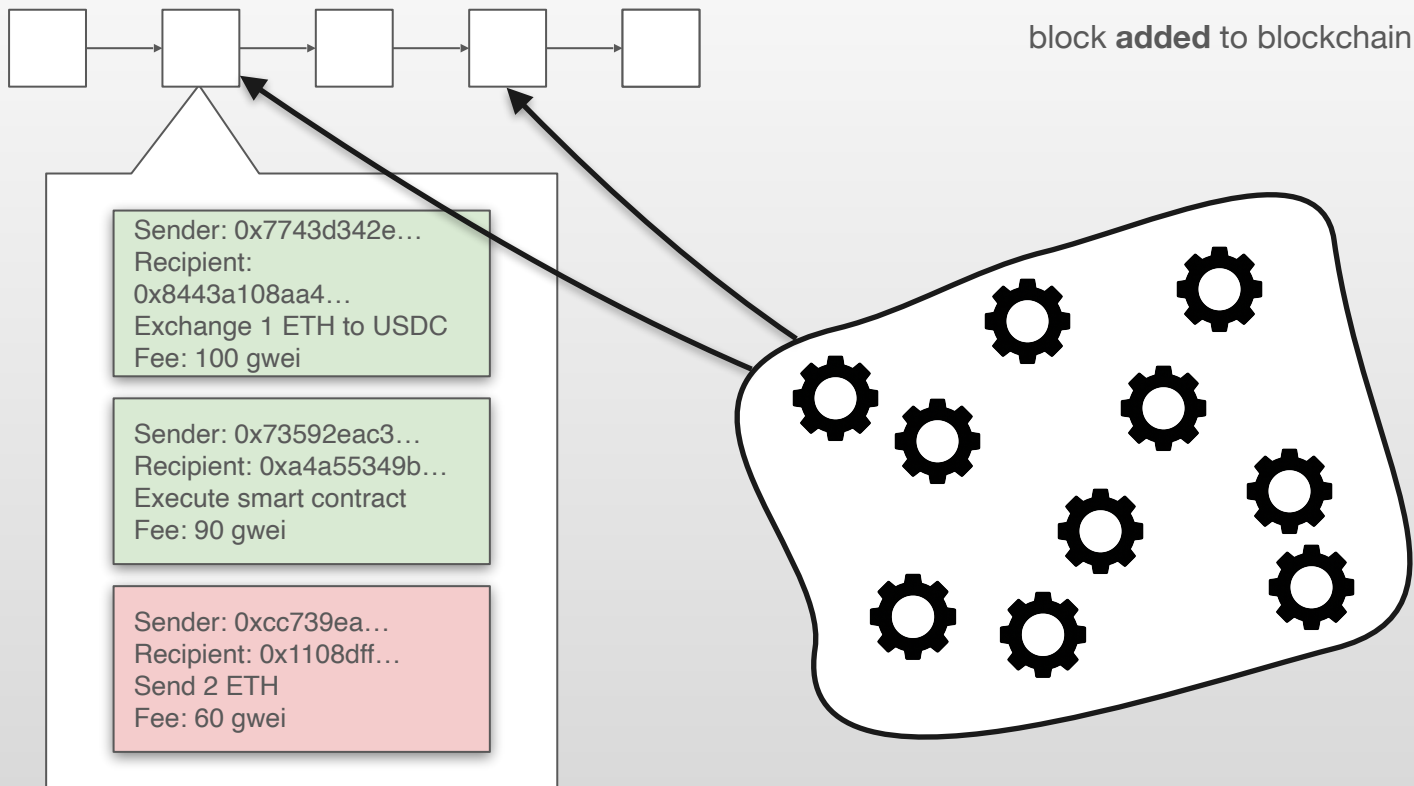 block added to blockchain
Sender: 0x7743d342e…
Recipient:
0x8443a108aa4…
Exchange 1 ETH to USDC
Fee: 100 gwei
Sender: 0x73592eac3…
Recipient: 0xa4a55349b…
Execute smart contract
Fee: 90 gwei
Sender: 0xcc739ea…
Recipient: 0x1108dff…
Send 2 ETH
Fee: 60 gwei